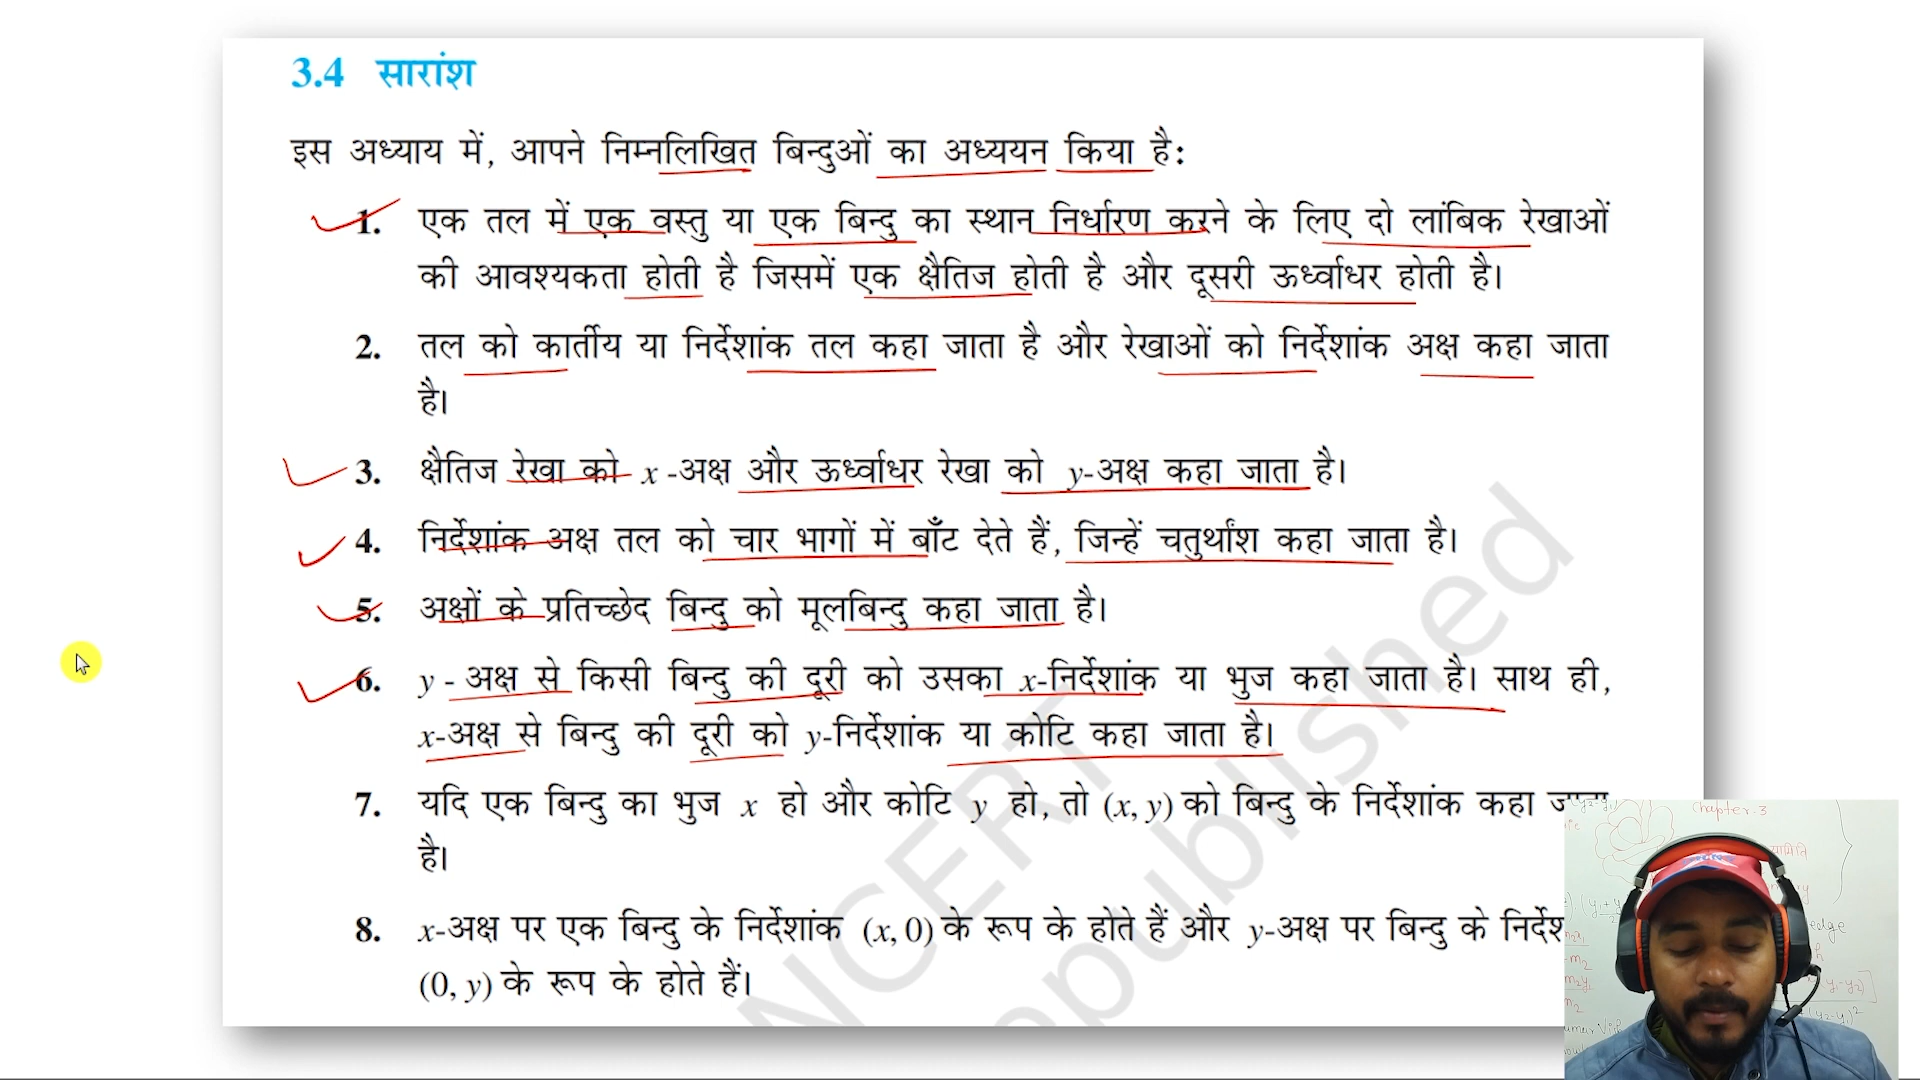 3.4 सारांश
इस अध्याय में, आपने निम्नलिखित बिन्दुओं का अध्ययन किया है:
1. एक तल में एक वस्तु या एक बिन्दु का स्थान निर्धारण करने के लिए दो लांबिक रेखाओं
की आवश्यकता होती है जिसमें एक क्षैतिज होती है और दूसरी ऊर्ध्वाधर होती है।
2. तल को कार्तीय या निर्देशांक तल कहा जाता है और रेखाओं को निर्देशांक अक्ष कहा जाता
है।
3. क्षैतिज रेखा को x -अक्ष और ऊर्ध्वाधर रेखा को y-अक्ष कहा जाता है।
4. निर्देशांक अक्ष तल को चार भागों में बाँट देते हैं, जिन्हें चतुर्थांश कहा जाता है।
5. अक्षों के प्रतिच्छेद बिन्दु को मूलबिन्दु कहा जाता है।
6. y - अक्ष से किसी बिन्दु की दूरी को उसका x-निर्देशांक या भुज कहा जाता है। साथ ही,
x-अक्ष से बिन्दु की दूरी को y-निर्देशांक या कोटि कहा जाता है।
7. यदि एक बिन्दु का भुज x हो और कोटि y हो, तो (x, y) को बिन्दु के निर्देशांक कहा जाता
है।
8. x-अक्ष पर एक बिन्दु के निर्देशांक (x, 0) के रूप के होते हैं और y-अक्ष पर बिन्दु के
(0, y) के रूप के होते हैं।
NCERT
republished
Chapter-3